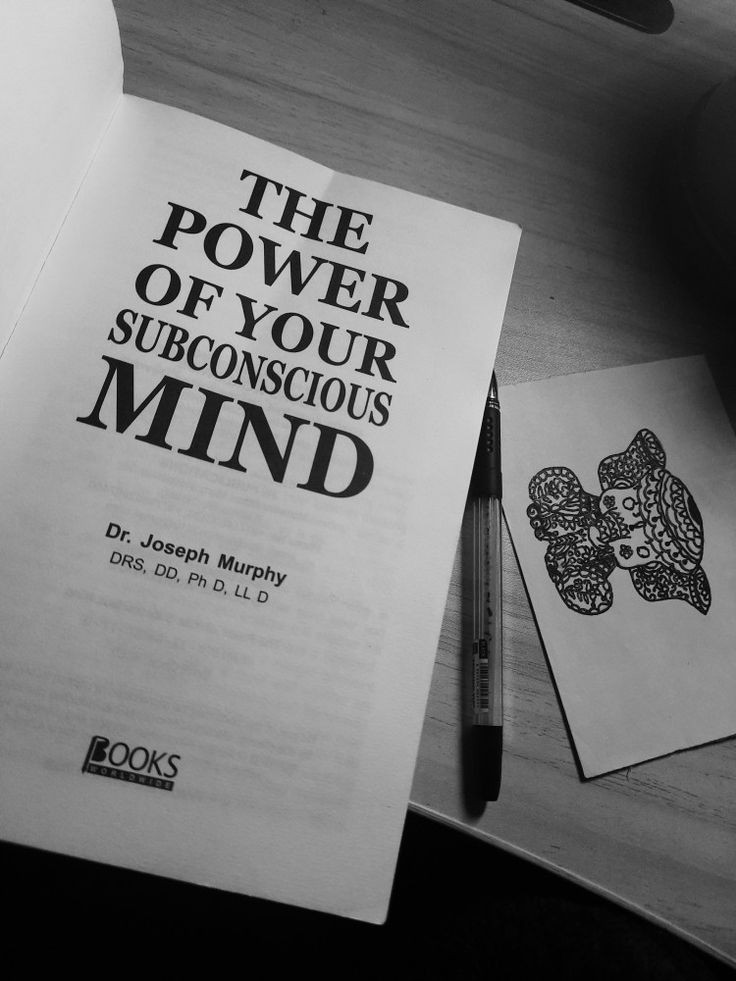 THE
POWER
OF YOUR
SUBCONSCIOUS
MIND
Dr. Joseph Murphy
DRS, DD, Ph D, LL D
BOOKS
WORLDWIDE